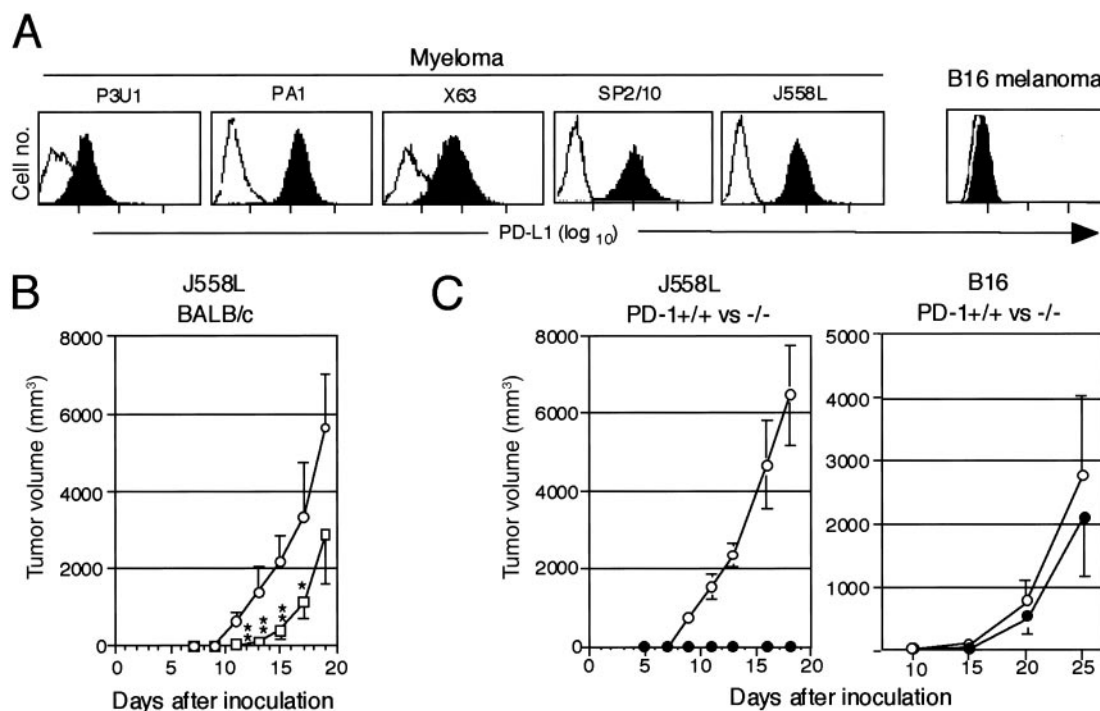 A
Myeloma
P3U1 PA1 X63 SP2/10 J558L B16 melanoma
Cell no.
PD-L1 (log 10)
B
J558L
BALB/c
Tumor volume (mm3)
8000
6000
4000
2000
0
** ** ** *
0 5 10 15 20
Days after inoculation
C
J558L
PD-1+/+ vs -/-
Tumor volume (mm3)
8000
6000
4000
2000
0
0 5 10 15 20
B16
PD-1+/+ vs -/-
5000
4000
3000
2000
1000
10 15 20 25
Days after inoculation